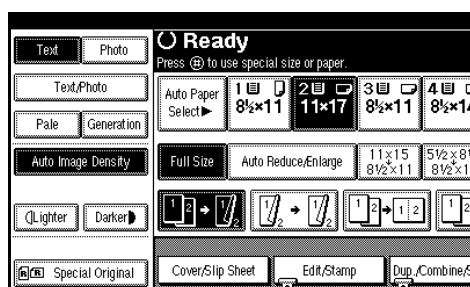 Text Photo
Text/Photo
Pale Generation
Auto Image Density
Lighter Darker
Special Original
Ready
Press # to use special size or paper.
Auto Paper Select▶
1 8½×11
2 11×17
3 8½×11
4 8½×14
Full Size
Auto Reduce/Enlarge
11×15
8½×11
5½×8½
1 2 → 1 2
1 2 → 1 2
1 2 → 1 2
Cover/Slip Sheet
Edit/Stamp
Dup./Combine/